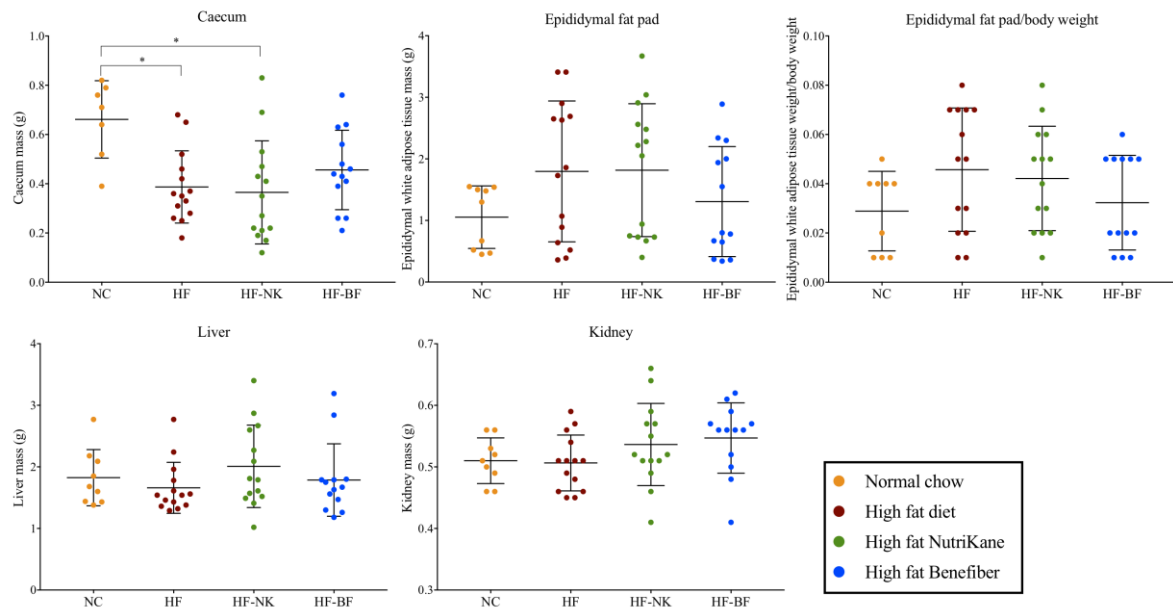 Caecum
Caecum mass (g)
1.0
0.8
0.6
0.4
0.2
0.0
*
*
NC HF HF-NK HF-BF
Epididymal fat pad
Epididymal white adipose tissue mass (g)
4
3
2
1
0
NC HF HF-NK HF-BF
Epididymal fat pad/body weight
Epididymal white adipose tissue weight/body weight
0.10
0.08
0.06
0.04
0.02
0.00
NC HF HF-NK HF-BF
Liver
Liver mass (g)
4
3
2
1
0
NC HF HF-NK HF-BF
Kidney
Kidney mass (g)
0.7
0.6
0.5
0.4
0.3
NC HF HF-NK HF-BF
Normal chow
High fat diet
High fat NutriKane
High fat Benefiber